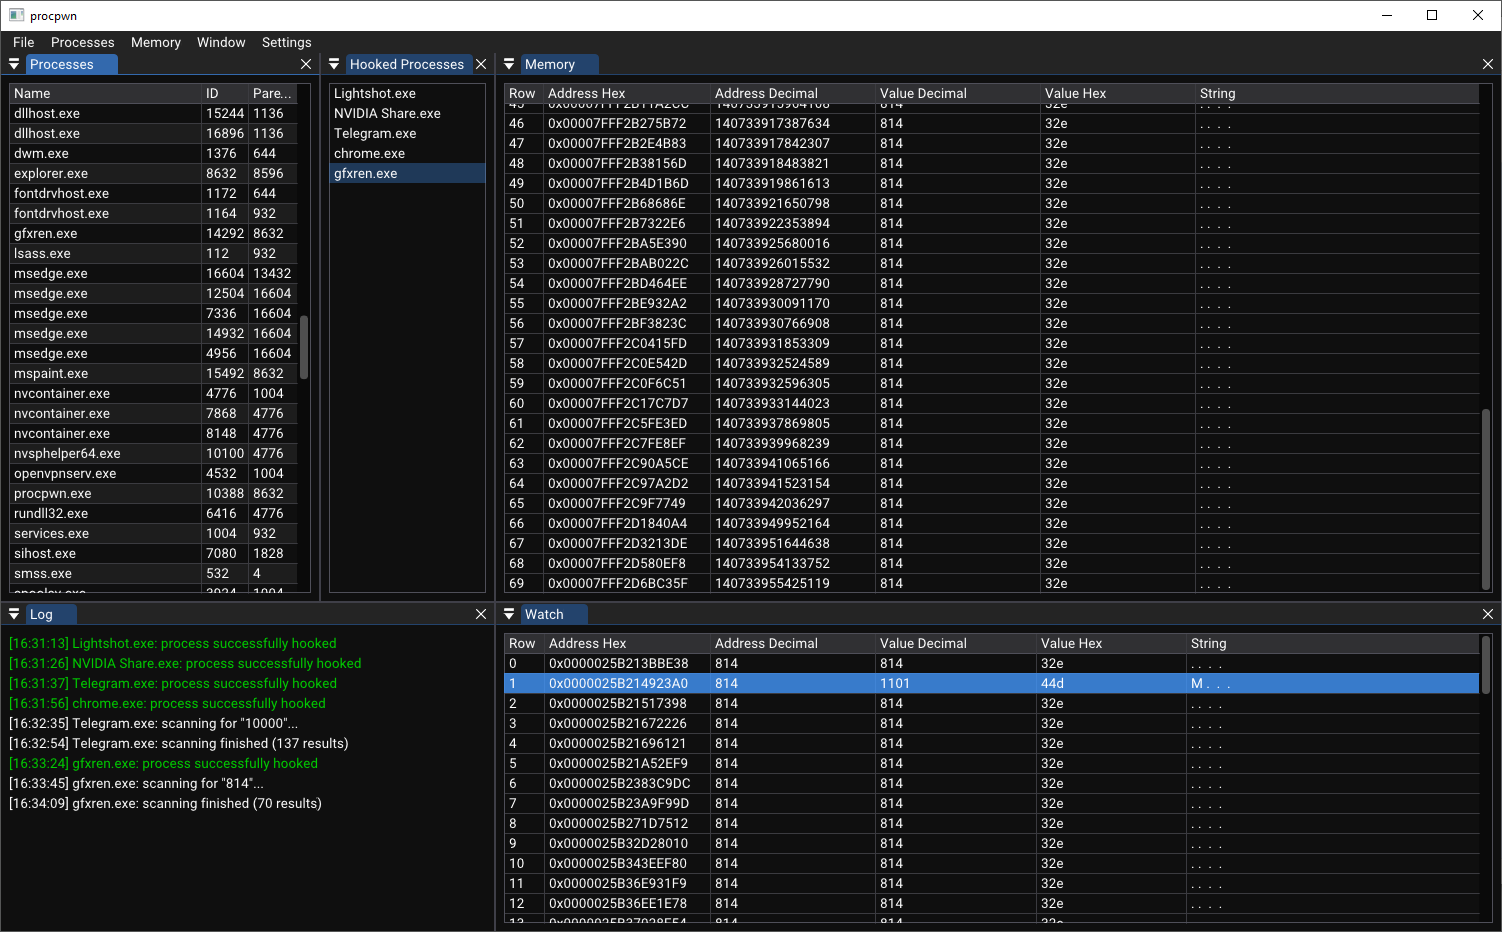 procpwn
File Processes Memory Window Settings
Processes
Name ID Pare...
dllhost.exe 15244 1136
dllhost.exe 16896 1136
dwm.exe 1376 644
explorer.exe 8632 8596
fontdrvhost.exe 1172 644
fontdrvhost.exe 1164 932
gfxren.exe 14292 8632
lsass.exe 112 932
msedge.exe 16604 13432
msedge.exe 12504 16604
msedge.exe 7336 16604
msedge.exe 14932 16604
msedge.exe 4956 16604
mspaint.exe 15492 8632
nvcontainer.exe 4776 1004
nvcontainer.exe 7868 4776
nvcontainer.exe 8148 4776
nvsphelper64.exe 10100 4776
openvpnserv.exe 4532 1004
procpwn.exe 10388 8632
rundll32.exe 6416 4776
services.exe 1004 932
sihost.exe 7080 1828
smss.exe 532 4
Hooked Processes
Lightshot.exe
NVIDIA Share.exe
Telegram.exe
chrome.exe
gfxren.exe
Memory
Row Address Hex Address Decimal Value Decimal Value Hex String
46 0x00007FFF2B275B72 140733917387634 814 32e . . . .
47 0x00007FFF2B2E4B83 140733917842307 814 32e . . . .
48 0x00007FFF2B38156D 140733918483821 814 32e . . . .
49 0x00007FFF2B4D1B6D 140733919861613 814 32e . . . .
50 0x00007FFF2B68686E 140733921650798 814 32e . . . .
51 0x00007FFF2B7322E6 140733922353894 814 32e . . . .
52 0x00007FFF2BA5E390 140733925680016 814 32e . . . .
53 0x00007FFF2BAB022C 140733926015532 814 32e . . . .
54 0x00007FFF2BD464EE 140733928727790 814 32e . . . .
55 0x00007FFF2BE932A2 140733930091170 814 32e . . . .
56 0x00007FFF2BF3823C 140733930766908 814 32e . . . .
57 0x00007FFF2C0415FD 140733931853309 814 32e . . . .
58 0x00007FFF2C0E542D 140733932524589 814 32e . . . .
59 0x00007FFF2C0F6C51 140733932596305 814 32e . . . .
60 0x00007FFF2C17C7D7 140733933144023 814 32e . . . .
61 0x00007FFF2C5FE3ED 140733937869805 814 32e . . . .
62 0x00007FFF2C7FE8EF 140733939968239 814 32e . . . .
63 0x00007FFF2C90A5CE 140733941065166 814 32e . . . .
64 0x00007FFF2C97A2D2 140733941523154 814 32e . . . .
65 0x00007FFF2C9F7749 140733942036297 814 32e . . . .
66 0x00007FFF2D1840A4 140733949952164 814 32e . . . .
67 0x00007FFF2D3213DE 140733951644638 814 32e . . . .
68 0x00007FFF2D580EF8 140733954133752 814 32e . . . .
69 0x00007FFF2D6BC35F 140733955425119 814 32e . . . .
Log
[16:31:13] Lightshot.exe: process successfully hooked
[16:31:26] NVIDIA Share.exe: process successfully hooked
[16:31:37] Telegram.exe: process successfully hooked
[16:31:56] chrome.exe: process successfully hooked
[16:32:35] Telegram.exe: scanning for "10000"...
[16:32:54] Telegram.exe: scanning finished (137 results)
[16:33:24] gfxren.exe: process successfully hooked
[16:33:45] gfxren.exe: scanning for "814"...
[16:34:09] gfxren.exe: scanning finished (70 results)
Watch
Row Address Hex Address Decimal Value Decimal Value Hex String
0 0x0000025B213BBE38 814 814 32e . . . .
1 0x0000025B214923A0 814 1101 44d M . . .
2 0x0000025B21517398 814 814 32e . . . .
3 0x0000025B21672226 814 814 32e . . . .
4 0x0000025B21696121 814 814 32e . . . .
5 0x0000025B21A52EF9 814 814 32e . . . .
6 0x0000025B2383C9DC 814 814 32e . . . .
7 0x0000025B23A9F99D 814 814 32e . . . .
8 0x0000025B271D7512 814 814 32e . . . .
9 0x0000025B32D28010 814 814 32e . . . .
10 0x0000025B343EEF80 814 814 32e . . . .
11 0x0000025B36E931F9 814 814 32e . . . .
12 0x0000025B36EE1E78 814 814 32e . . . .